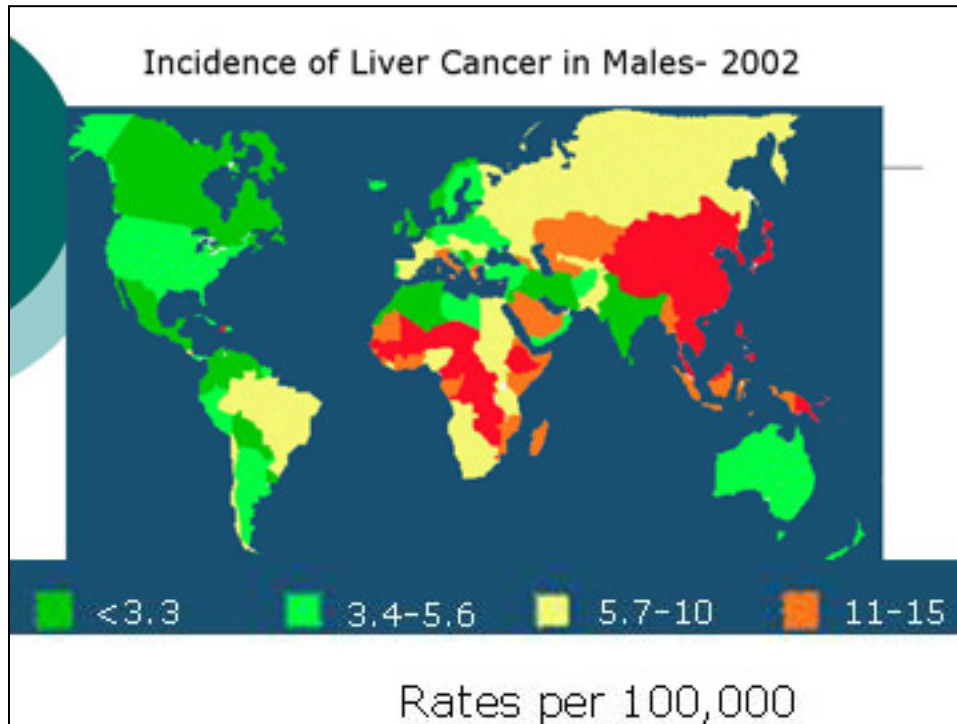 Incidence of Liver Cancer in Males- 2002
<3.3 3.4-5.6 5.7-10 11-15
Rates per 100,000